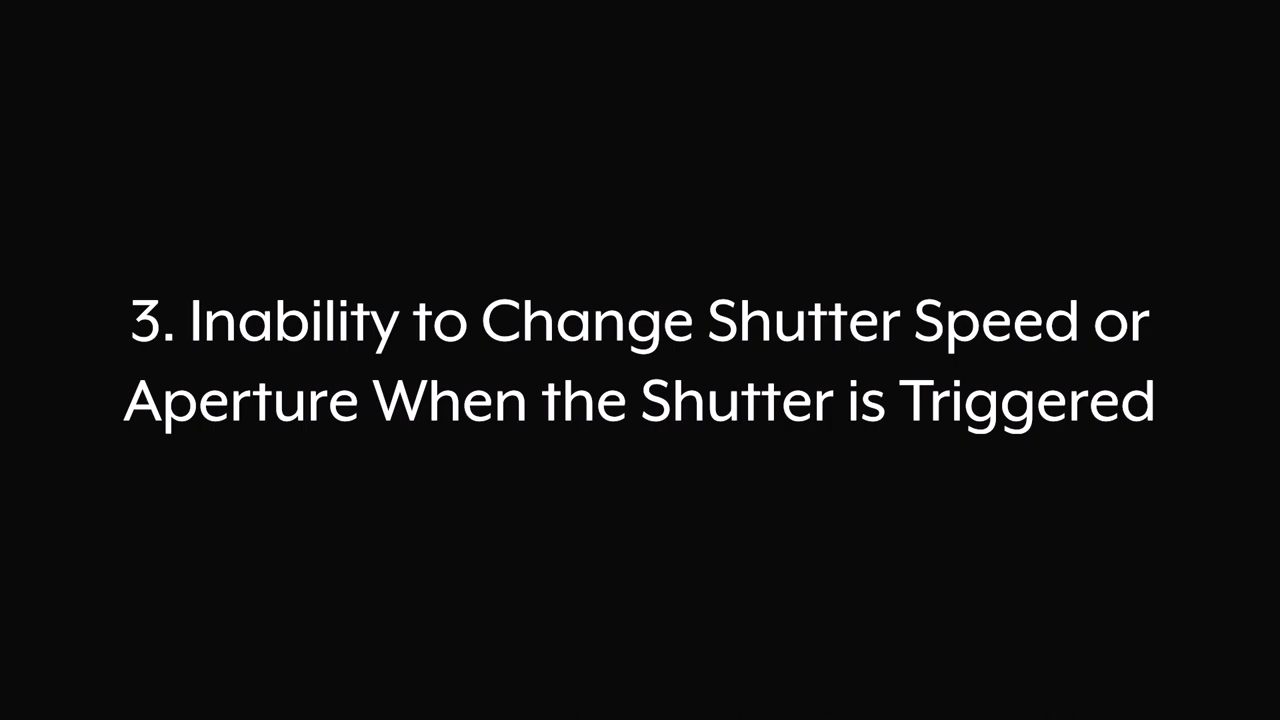 3. Inability to Change Shutter Speed or
Aperture When the Shutter is Triggered